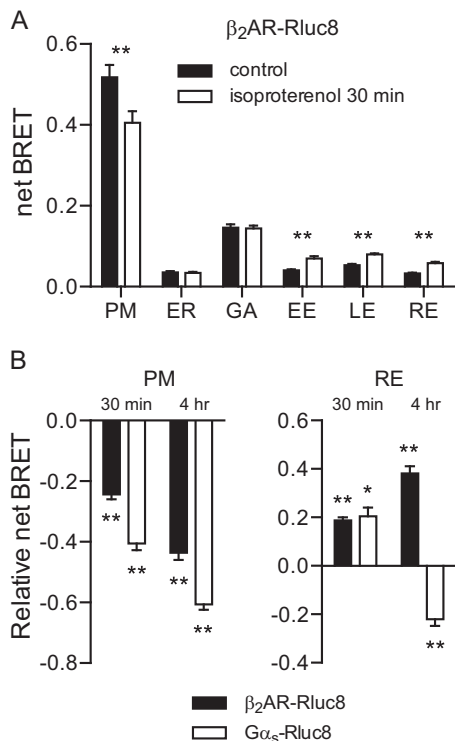 A
β₂AR-Rluc8
control
isoproterenol 30 min
net BRET
0.6
0.4
0.2
0.0
**
**
**
**
PM ER GA EE LE RE
B
PM
30 min 4 hr
Relative net BRET
0.0
-0.2
-0.4
-0.6
-0.8
**
**
**
**
RE
30 min 4 hr
0.6
0.4
0.2
0.0
-0.2
-0.4
**
*
**
**
β₂AR-Rluc8
Gαₛ-Rluc8